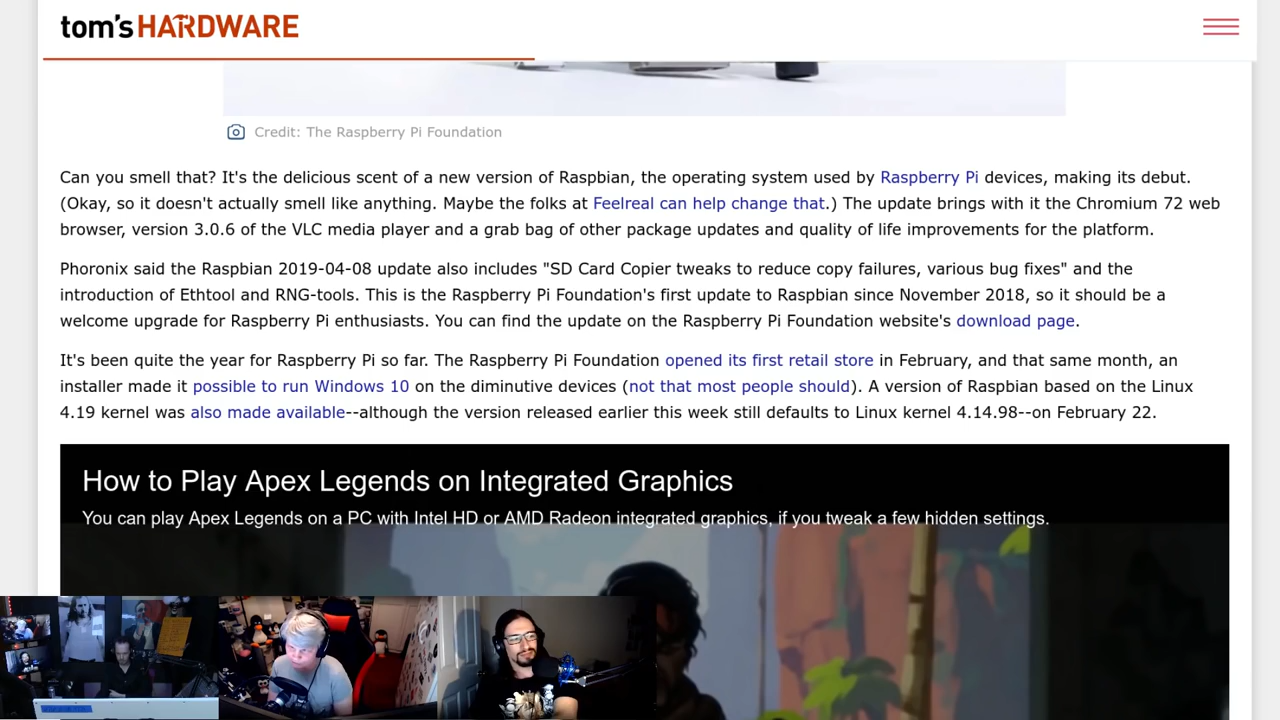 tom's HARDWARE
Credit: The Raspberry Pi Foundation
Can you smell that? It's the delicious scent of a new version of Raspbian, the operating system used by Raspberry Pi devices, making its debut.
(Okay, so it doesn't actually smell like anything. Maybe the folks at Feelreal can help change that.) The update brings with it the Chromium 72 web
browser, version 3.0.6 of the VLC media player and a grab bag of other package updates and quality of life improvements for the platform.
Phoronix said the Raspbian 2019-04-08 update also includes "SD Card Copier tweaks to reduce copy failures, various bug fixes" and the
introduction of Ethtool and RNG-tools. This is the Raspberry Pi Foundation's first update to Raspbian since November 2018, so it should be a
welcome upgrade for Raspberry Pi enthusiasts. You can find the update on the Raspberry Pi Foundation website's download page.
It's been quite the year for Raspberry Pi so far. The Raspberry Pi Foundation opened its first retail store in February, and that same month, an
installer made it possible to run Windows 10 on the diminutive devices (not that most people should). A version of Raspbian based on the Linux
4.19 kernel was also made available--although the version released earlier this week still defaults to Linux kernel 4.14.98--on February 22.
How to Play Apex Legends on Integrated Graphics
You can play Apex Legends on a PC with Intel HD or AMD Radeon integrated graphics, if you tweak a few hidden settings.